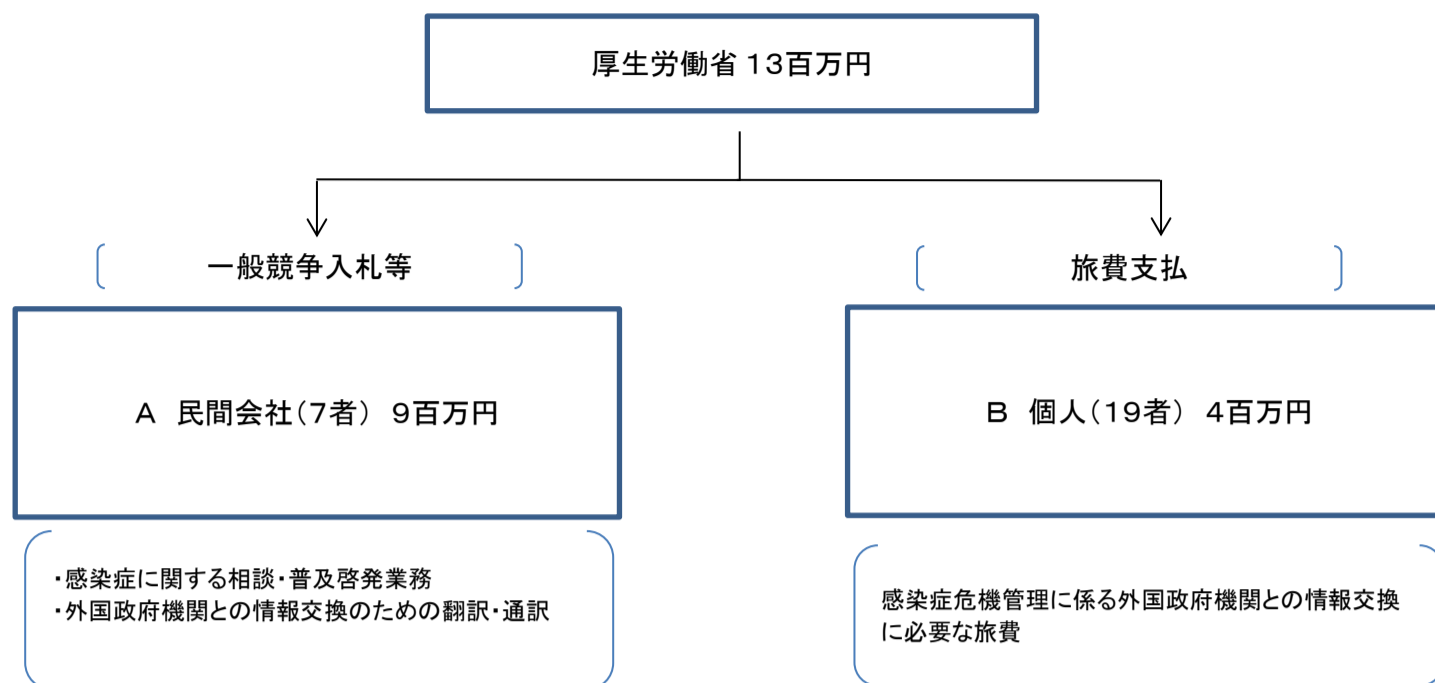 厚生労働省 13百万円
一般競争入札等
旅費支払
A 民間会社(7者) 9百万円
B 個人(19者) 4百万円
・感染症に関する相談・普及啓発業務
・外国政府機関との情報交換のための翻訳・通訳
感染症危機管理に係る外国政府機関との情報交換
に必要な旅費